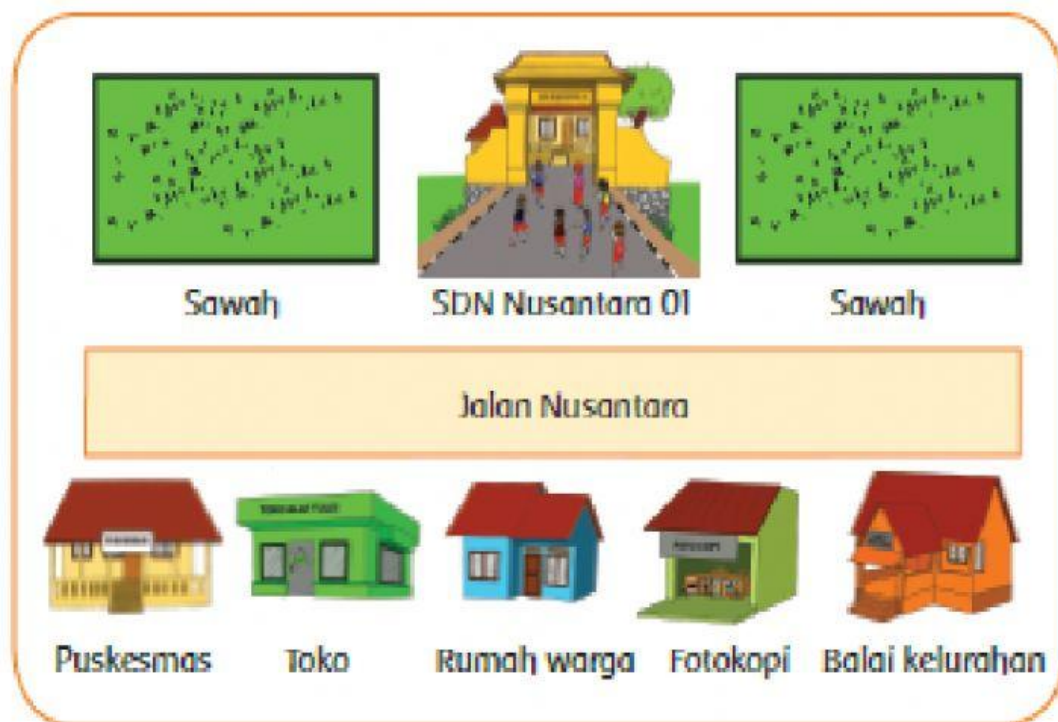 Sawah
SDN Nusantara 01
Sawah
Jalan Nusantara
Puskesmas
Toko
Rumah warga
Fotokopi
Balai kelurahan